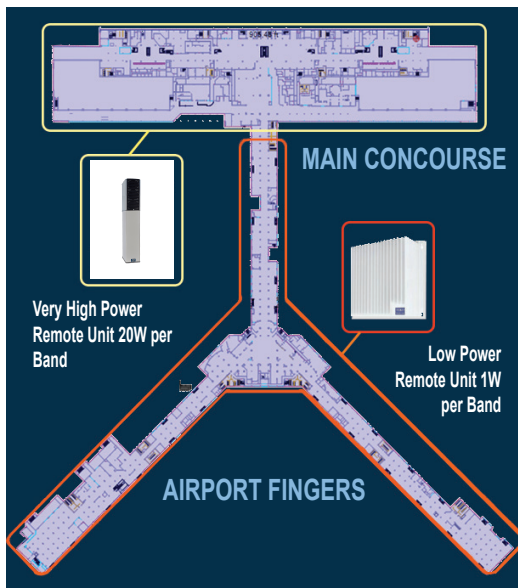 MAIN CONCOURSE
Very High Power
Remote Unit 20W per
Band
Low Power
Remote Unit 1W
per Band
AIRPORT FINGERS